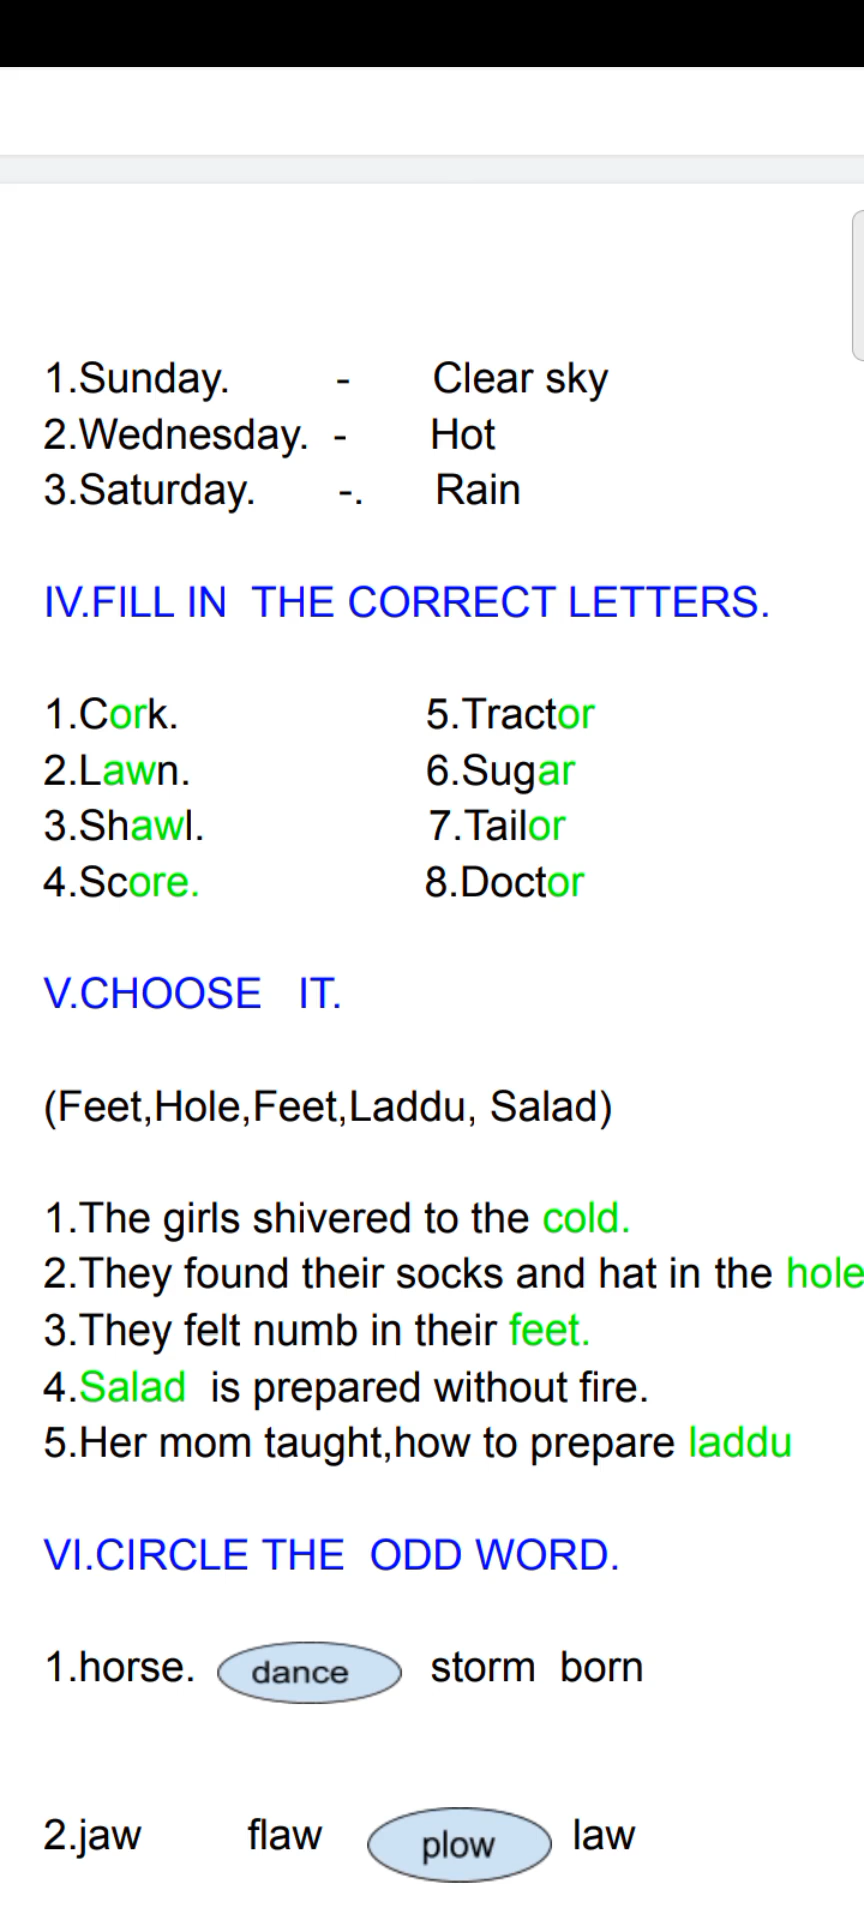 1.Sunday. - Clear sky
2.Wednesday. - Hot
3.Saturday. -. Rain
IV.FILL IN THE CORRECT LETTERS.
1.Cork. 5.Tractor
2.Lawn. 6.Sugar
3.Shawl. 7.Tailor
4.Score. 8.Doctor
V.CHOOSE IT.
(Feet,Hole,Feet,Laddu, Salad)
1.The girls shivered to the cold.
2.They found their socks and hat in the hole
3.They felt numb in their feet.
4.Salad is prepared without fire.
5.Her mom taught,how to prepare laddu
VI.CIRCLE THE ODD WORD.
1.horse. dance storm born
2.jaw flaw plow law